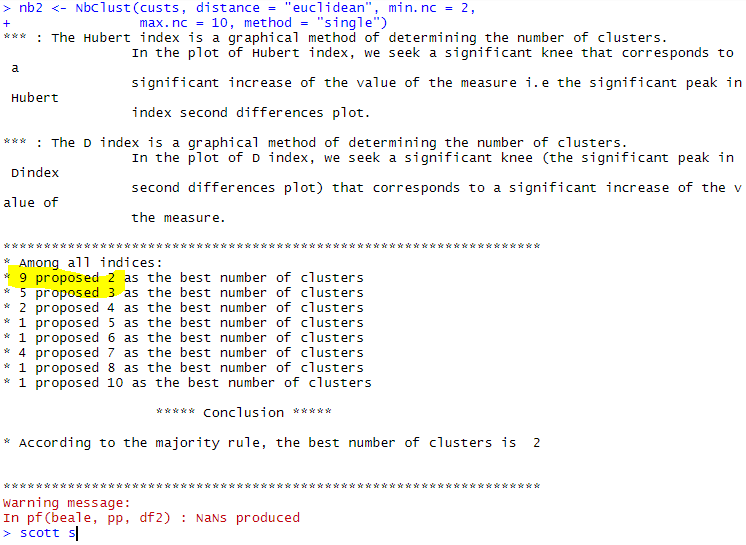 > nb2 <- NbClust(custs, distance = "euclidean", min.nc = 2,
+ max.nc = 10, method = "single")
*** : The Hubert index is a graphical method of determining the number of clusters.
In the plot of Hubert index, we seek a significant knee that corresponds to
a
significant increase of the value of the measure i.e the significant peak in
Hubert
index second differences plot.
*** : The D index is a graphical method of determining the number of clusters.
In the plot of D index, we seek a significant knee (the significant peak in
Dindex
second differences plot) that corresponds to a significant increase of the v
alue of
the measure.
*******************************************************************
* Among all indices:
* 9 proposed 2 as the best number of clusters
* 5 proposed 3 as the best number of clusters
* 2 proposed 4 as the best number of clusters
* 1 proposed 5 as the best number of clusters
* 1 proposed 6 as the best number of clusters
* 4 proposed 7 as the best number of clusters
* 1 proposed 8 as the best number of clusters
* 1 proposed 10 as the best number of clusters
***** Conclusion *****
* According to the majority rule, the best number of clusters is 2
*******************************************************************
Warning message:
In pf(beale, pp, df2) : NaNs produced
> scott s